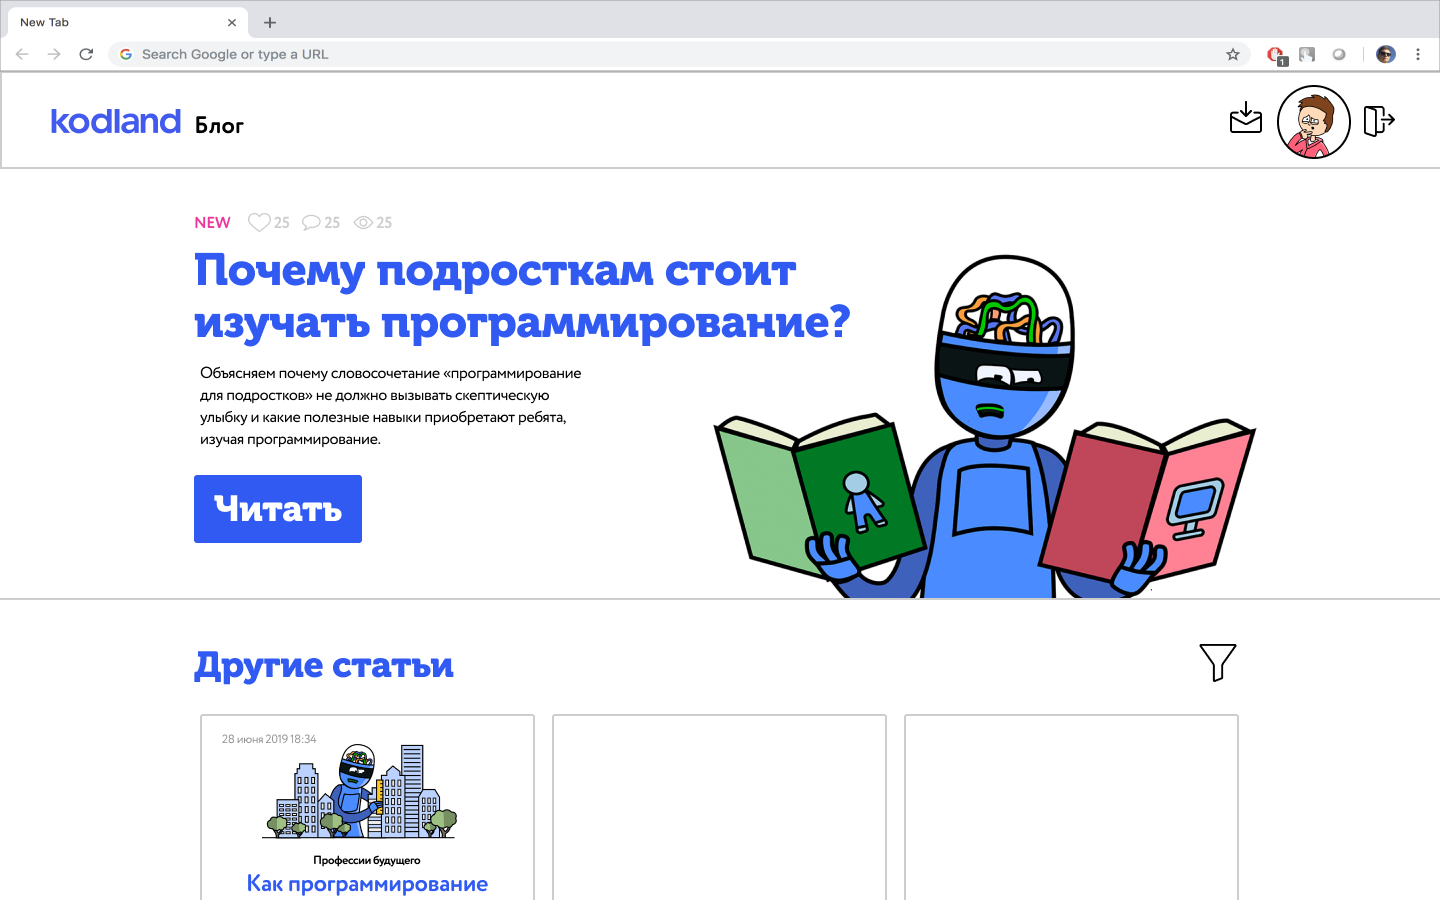 New Tab
Search Google or type a URL
1
kodland Блог
NEW 25 25 25
Почему подросткам стоит
изучать программирование?
Объясняем почему словосочетание «программирование
для подростков» не должно вызывать скептическую
улыбку и какие полезные навыки приобретают ребята,
изучая программирование.
Читать
Другие статьи
28 июня 2019 18:34
Профессии будущего
Как программирование